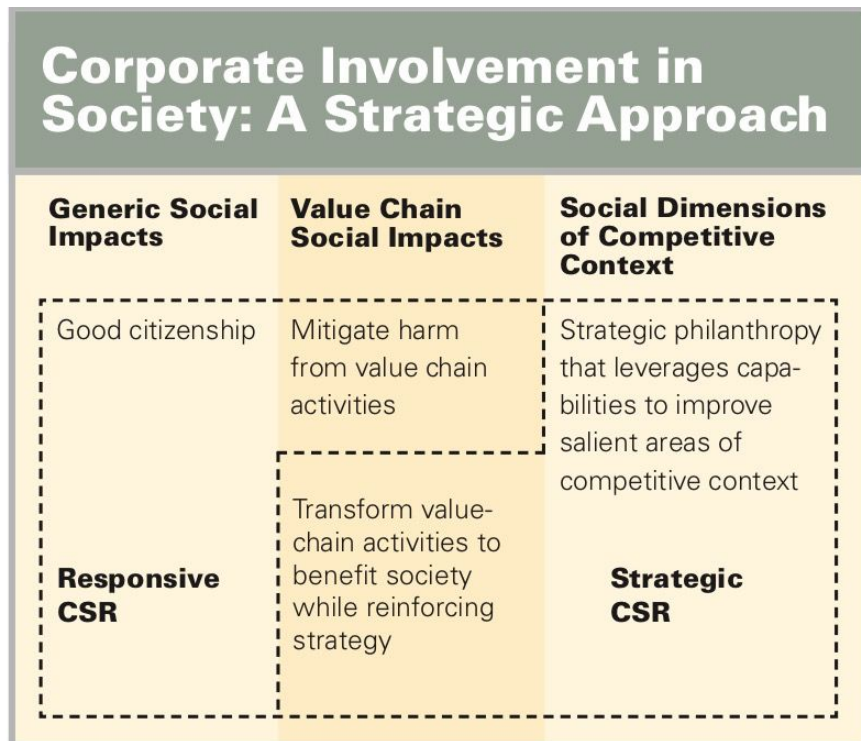 Corporate Involvement in
Society: A Strategic Approach
Generic Social
Impacts
Value Chain
Social Impacts
Social Dimensions
of Competitive
Context
Good citizenship
Mitigate harm
from value chain
activities
Strategic philanthropy
that leverages capa-
bilities to improve
salient areas of
competitive context
Transform value-
chain activities to
benefit society
while reinforcing
strategy
Responsive
CSR
Strategic
CSR